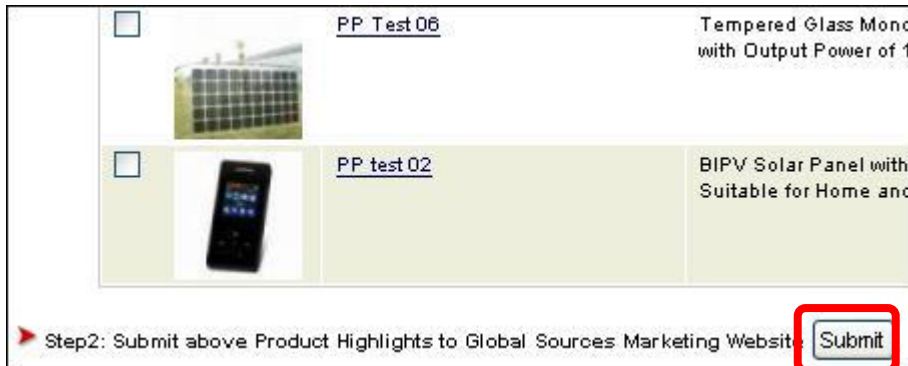 PP Test 06
Tempered Glass Mono
with Output Power of 1
PP test 02
BIPV Solar Panel with
Suitable for Home and
Step2: Submit above Product Highlights to Global Sources Marketing Website Submit